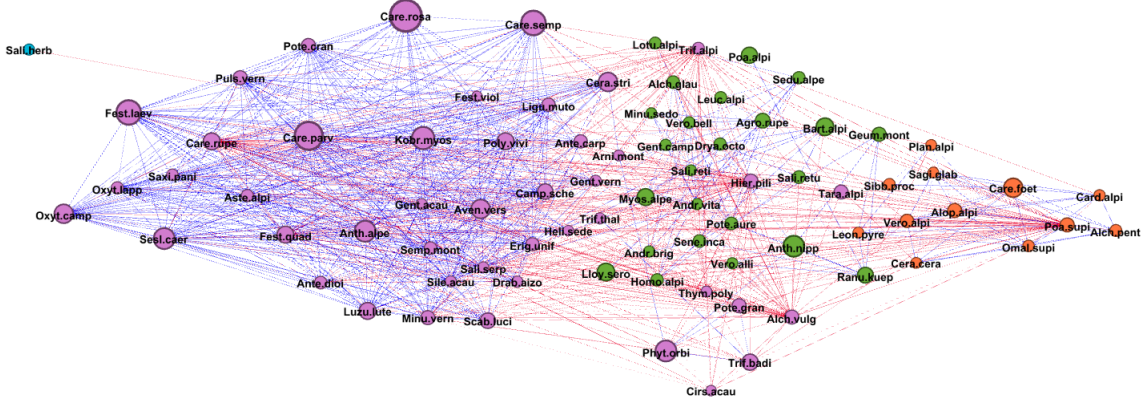 Care.rosa
Care.semp
Sali.herb
Pote.cran
Lotu.alpi
Trif.alpi
Poa.alpi
Puls.vern
Cera.stri
Alch.glau
Sedu.alpe
Fest.viol
Ligu.muto
Leuc.alpi
Fest.laev
Minu.sedo
Vero.bell
Agro.rupe
Bart.alpi
Geum.mont
Care.rupe
Care.parv
Kobr.myos
Poly.vivi
Ante.carp
Gent.camp
Drya.octo
Plan.alpi
Arni.mont
Saxi.pani
Sali.reti
Sali.retu
Sagi.glab
Oxyt.lapp
Aste.alpi
Camp.sche
Gent.vern
Hier.pili
Tara.alpi
Sibb.proc
Care.foet
Card.alpi
Gent.acau
Aven.vers
Myos.alpe
Andr.vita
Oxyt.camp
Trif.thal
Pote.aure
Vero.alpi
Alop.alpi
Poa.supi
Alch.pent
Sesl.caer
Fest.quad
Anth.alpe
Hell.sede
Leon.pyre
Semp.mont
Erig.unif
Sene.inca
Anth.nipp
Omal.supi
Andr.brig
Vero.alli
Cera.cera
Sali.serp
Lloy.sero
Ante.dioi
Sile.acau
Drab.aizo
Homo.alpi
Ranu.kuep
Thym.poly
Luzu.lute
Minu.vern
Scab.luci
Pote.gran
Alch.vulg
Phyt.orbi
Trif.badi
Cirs.acau